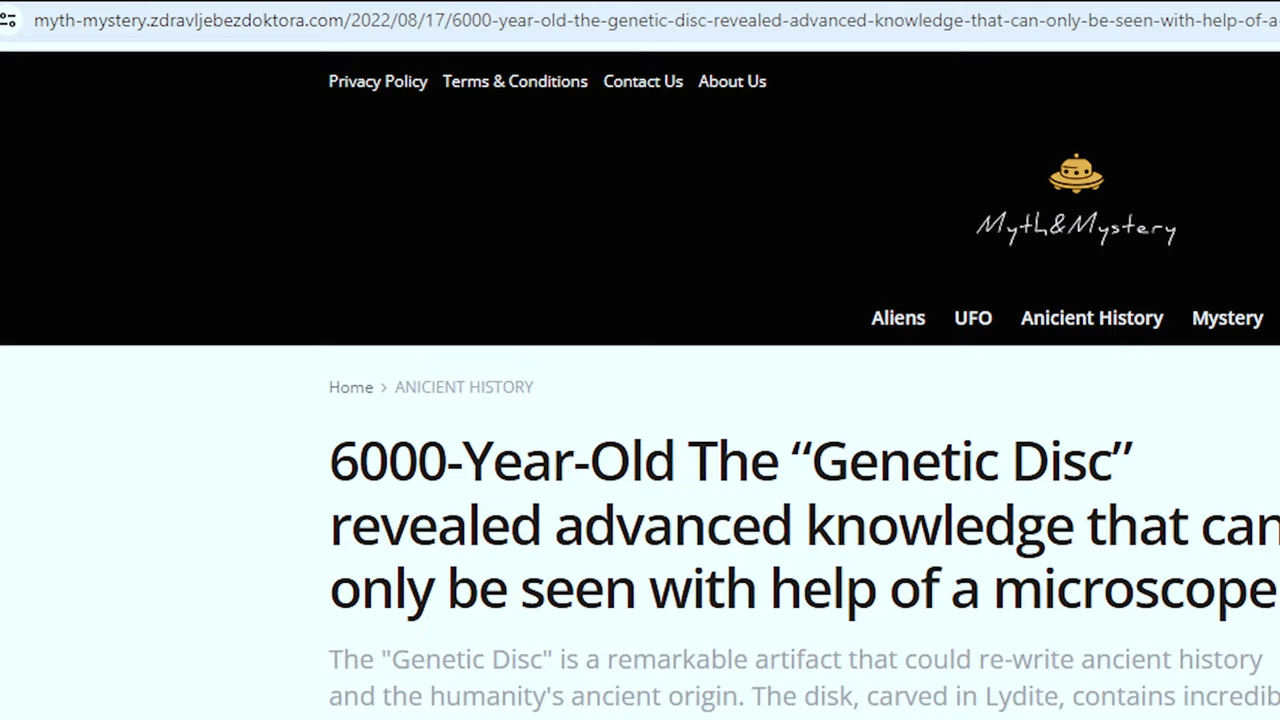 myth-mystery.zdravljebezdoktora.com/2022/08/17/6000-year-old-the-genetic-disc-revealed-advanced-knowledge-that-can-only-be-seen-with-help-of-a-
Privacy Policy Terms & Conditions Contact Us About Us
Myth&Mystery
Aliens UFO Anicient History Mystery
Home > ANICIENT HISTORY
6000-Year-Old The “Genetic Disc”
revealed advanced knowledge that can
only be seen with help of a microscope
The "Genetic Disc" is a remarkable artifact that could re-write ancient history
and the humanity's ancient origin. The disk, carved in Lydite, contains